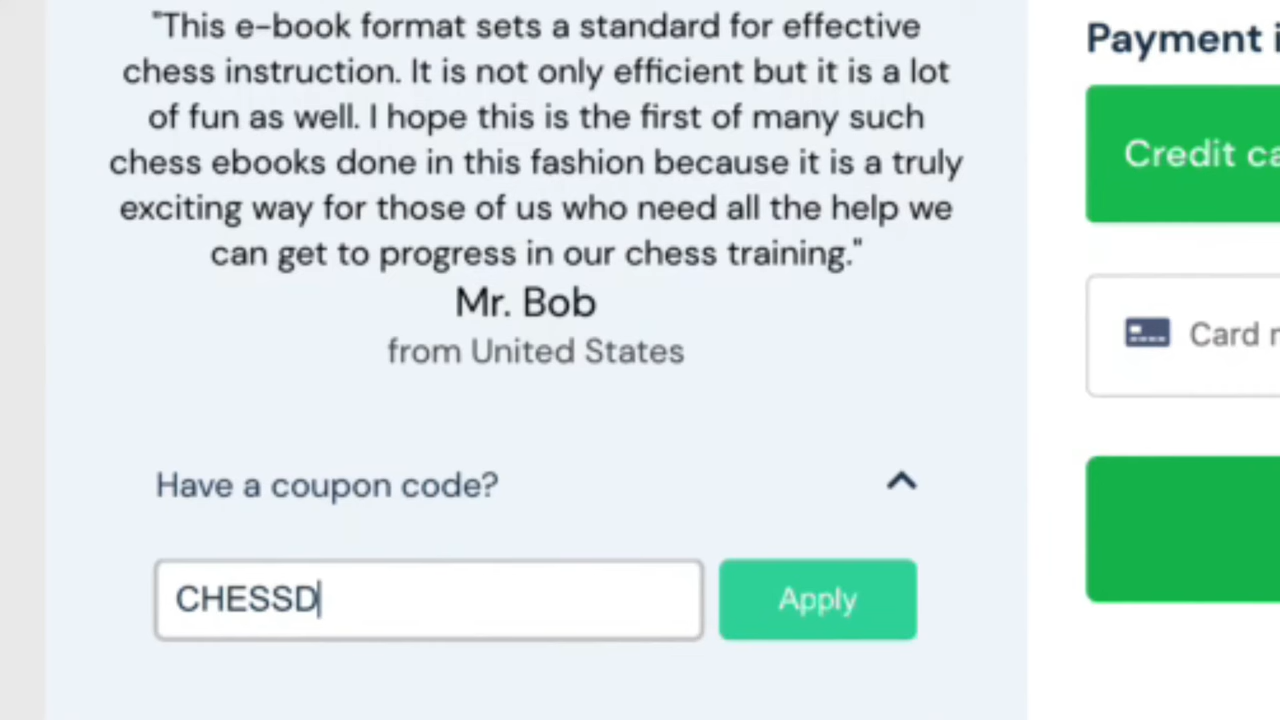 "This e-book format sets a standard for effective
chess instruction. It is not only efficient but it is a lot
of fun as well. I hope this is the first of many such
chess ebooks done in this fashion because it is a truly
exciting way for those of us who need all the help we
can get to progress in our chess training."
Mr. Bob
from United States
Have a coupon code?
CHESSD
Apply
Payment
Credit
Card